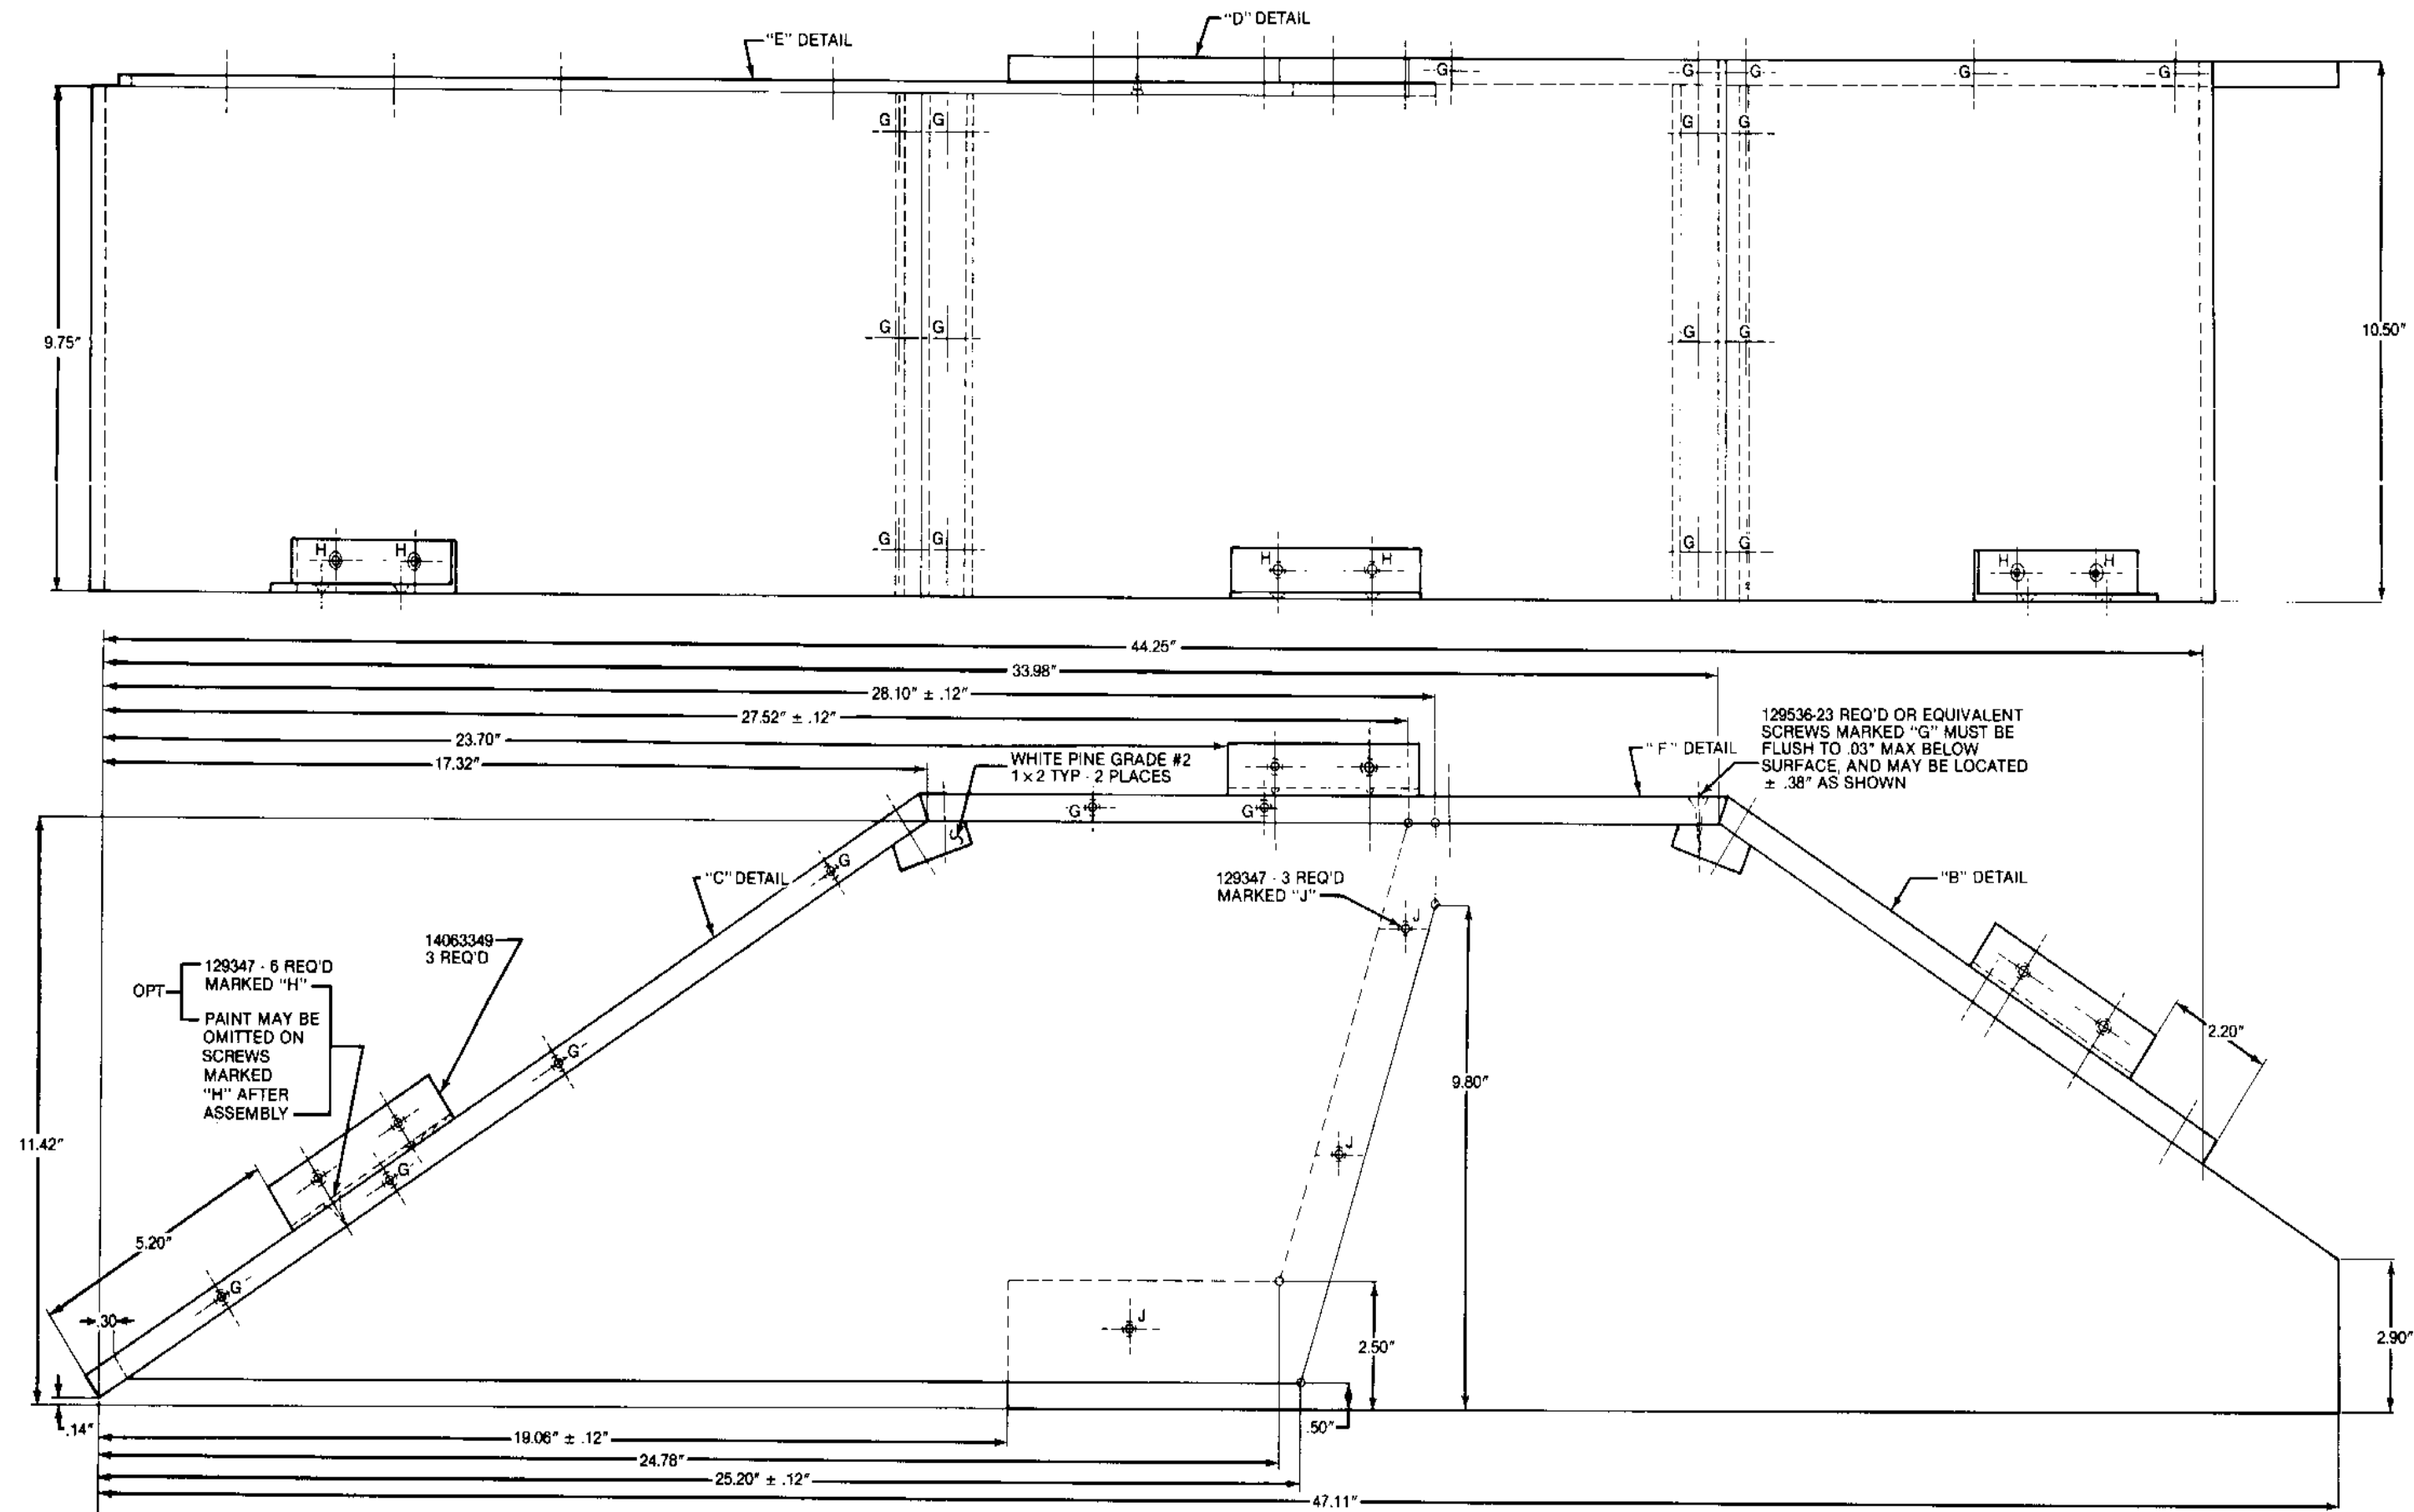 "D" DETAIL
"E" DETAIL
G G G G G
G G G G
9.75"
G G G G
10.50"
G G G G
H H H H H H
44.25"
33.98"
28.10" ± .12"
27.52" ± .12"
23.70"
17.32"
WHITE PINE GRADE #2
1 x 2 TYP - 2 PLACES
"F" DETAIL
129536-23 REQ'D OR EQUIVALENT
SCREWS MARKED "G" MUST BE
FLUSH TO .03" MAX BELOW
SURFACE, AND MAY BE LOCATED
± .38" AS SHOWN
G G
G
"C" DETAIL
129347 - 3 REQ'D
MARKED "J"
J
"B" DETAIL
14063349
3 REQ'D
OPT
129347 - 6 REQ'D
MARKED "H"
PAINT MAY BE
OMITTED ON
SCREWS
MARKED
"H" AFTER
ASSEMBLY
2.20"
G
9.80"
11.42"
J
G
5.20"
G
.30
J
2.50"
2.90"
.14"
.50"
19.06" ± .12"
24.78"
25.20" ± .12"
47.11"